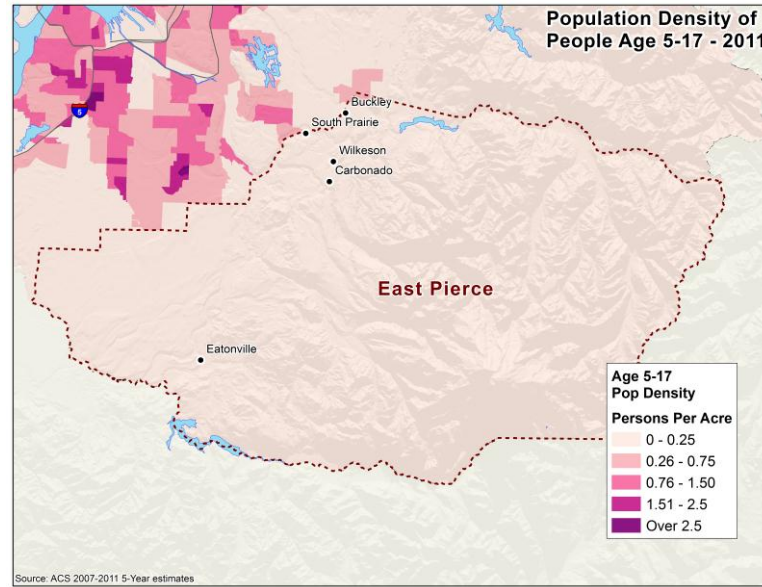 Population Density of
People Age 5-17 - 2011
5
Buckley
South Prairie
Wilkeson
Carbonado
East Pierce
Eatonville
Age 5-17
Pop Density
Persons Per Acre
0 - 0.25
0.26 - 0.75
0.76 - 1.50
1.51 - 2.5
Over 2.5
Source: ACS 2007-2011 5-Year estimates